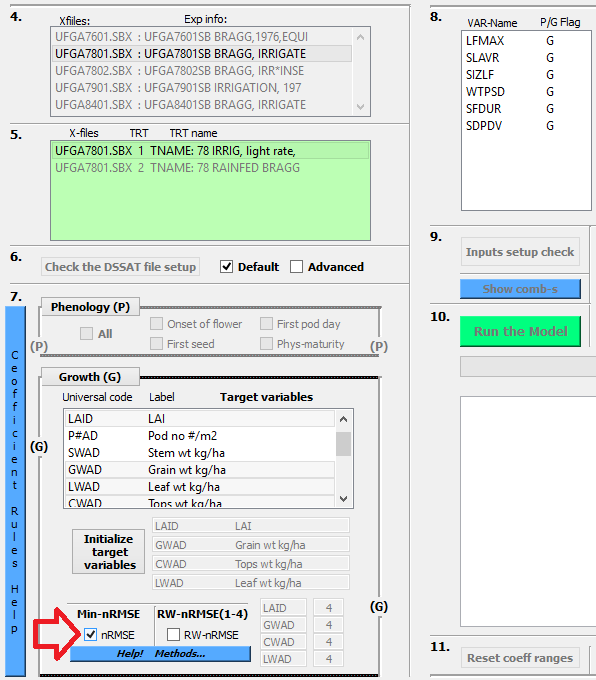 4.
Xfiles: Exp info:
UFGA7601.SBX : UFGA7601SB BRAGG,1976,EQUI
UFGA7801.SBX : UFGA7801SB BRAGG, IRRIGATE
UFGA7802.SBX : UFGA7802SB BRAGG, IRR*INSE
UFGA7901.SBX : UFGA7901SB IRRIGATION, 197
UFGA8401.SBX : UFGA8401SB BRAGG, IRRIGATE
5.
X-files TRT TRT name
UFGA7801.SBX 1 TNAME: 78 IRRIG, light rate,
UFGA7801.SBX 2 TNAME: 78 RAINFED BRAGG
6.
Check the DSSAT file setup Default Advanced
7.
Ceofficient Rules Help
Phenology (P)
(P) All Onset of flower First pod day (P)
First seed Phys-maturity
Growth (G)
Universal code Label Target variables
(G)
LAID LAI
P#AD Pod no #/m2
SWAD Stem wt kg/ha
GWAD Grain wt kg/ha
LWAD Leaf wt kg/ha
CWAD Tops wt kg/ha
Initialize
target
variables
LAID LAI
GWAD Grain wt kg/ha
CWAD Tops wt kg/ha
LWAD Leaf wt kg/ha
Min-nRMSE RW-nRMSE(1-4)
nRMSE RW-nRMSE
Help! Methods...
LAID 4
GWAD 4
CWAD 4
LWAD 4
(G)
8.
VAR-Name P/G Flag
LFMAX G
SLAVR G
SIZLF G
WTPSD G
SFDUR G
SDPDV G
9.
Inputs setup check
Show comb-s
10.
Run the Model
11.
Reset coeff ranges